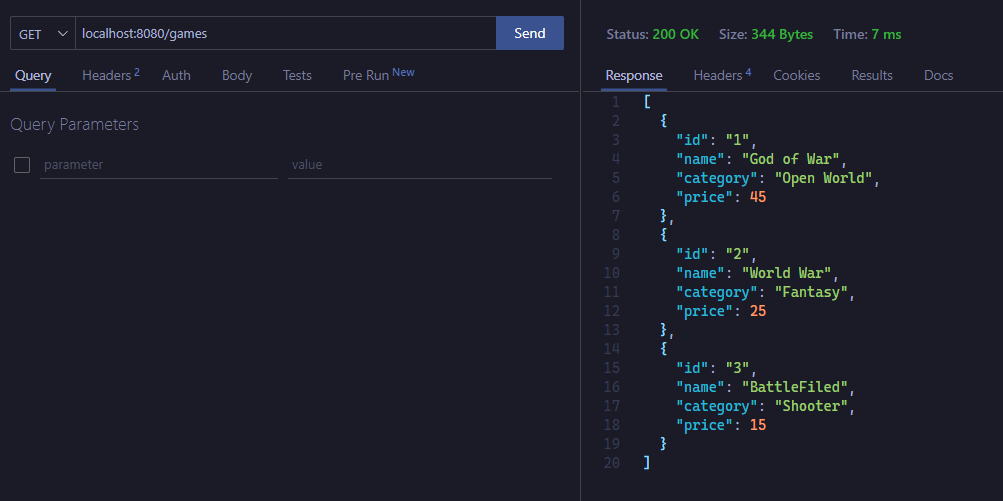 GET localhost:8080/games Send
Query Headers 2 Auth Body Tests Pre Run New
Query Parameters
parameter value
Status: 200 OK Size: 344 Bytes Time: 7 ms
Response Headers 4 Cookies Results Docs
1 [
2 {
3 "id": "1",
4 "name": "God of War",
5 "category": "Open World",
6 "price": 45
7 },
8 {
9 "id": "2",
10 "name": "World War",
11 "category": "Fantasy",
12 "price": 25
13 },
14 {
15 "id": "3",
16 "name": "BattleFiled",
17 "category": "Shooter",
18 "price": 15
19 }
20 ]